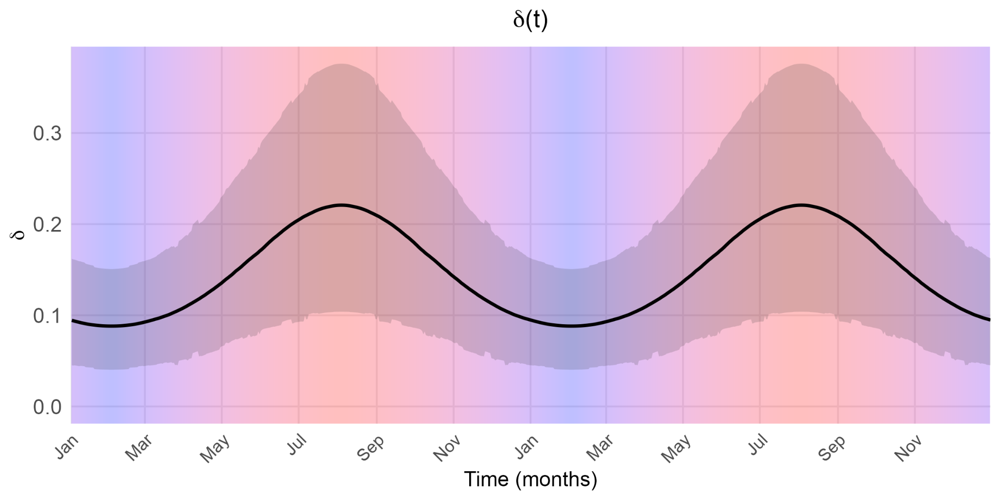 δ(t)
0.3
0.2
0.1
0.0
δ
Jan Mar May Jul Sep Nov Jan Mar May Jul Sep Nov
Time (months)